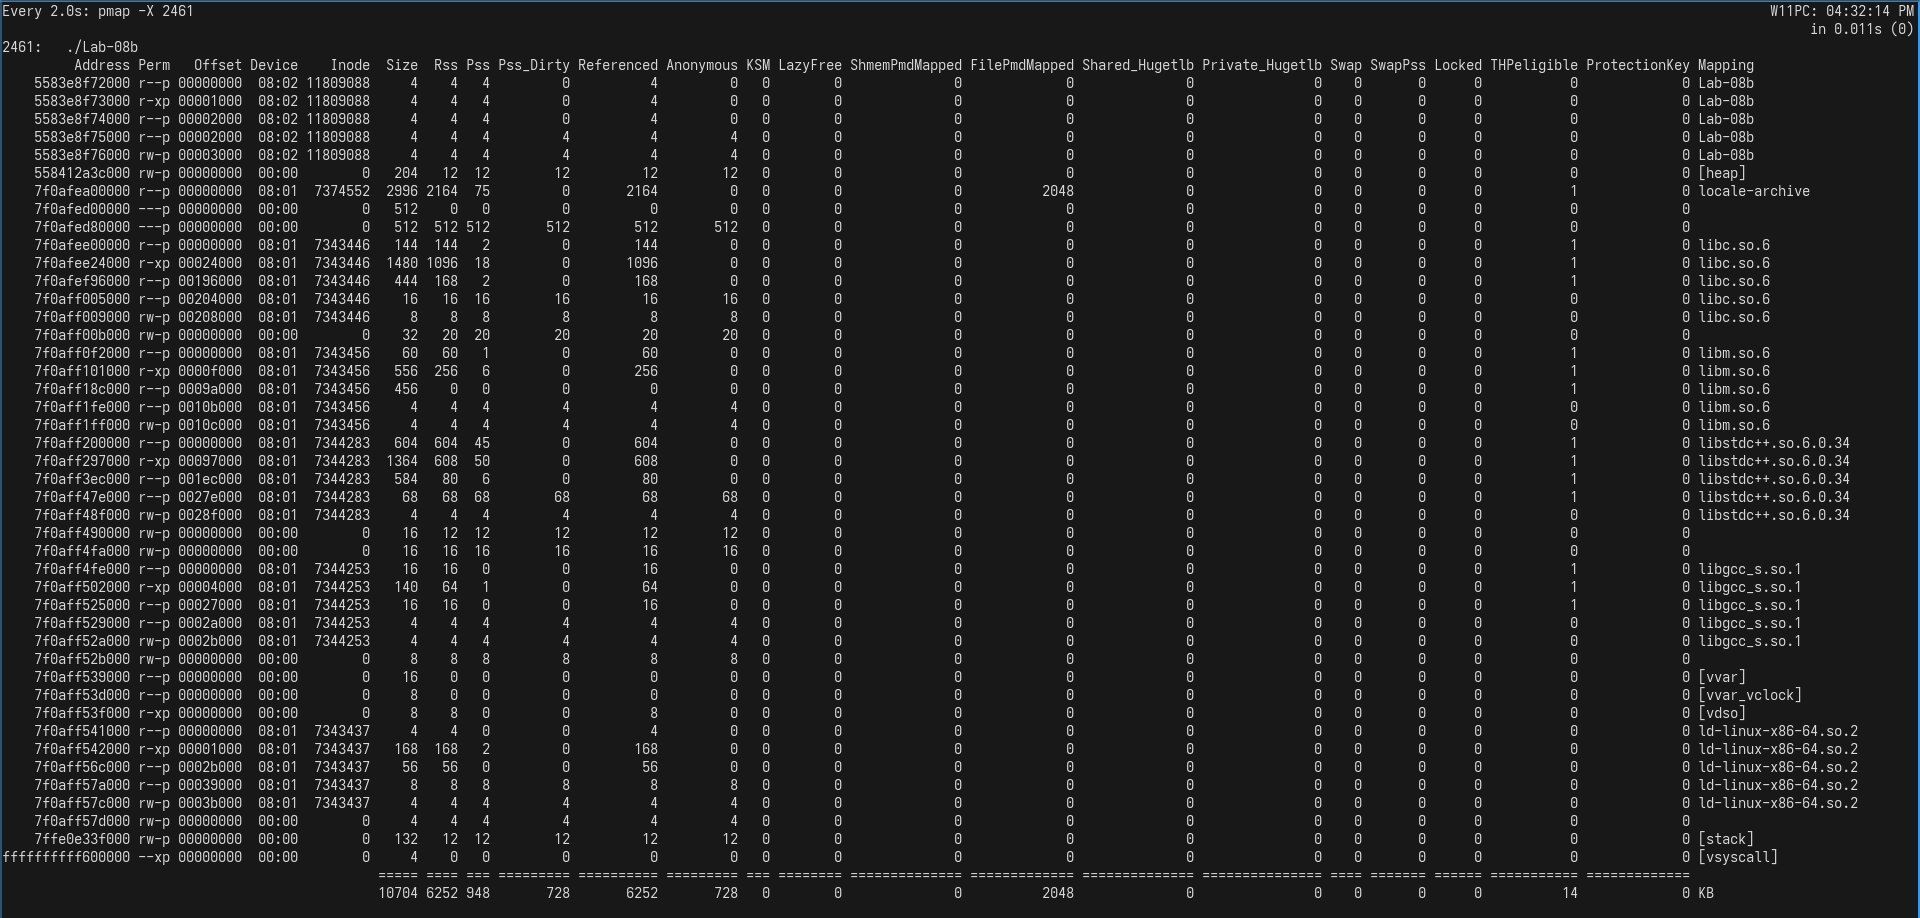 Every 2.0s: pmap -X 2461 W11PC: 04:32:14 PM
in 0.011s (0)
2461: ./Lab-08b
Address Perm Offset Device Inode Size Rss Pss Pss_Dirty Referenced Anonymous KSM LazyFree ShmemPmdMapped FilePmdMapped Shared_Hugetlb Private_Hugetlb Swap SwapPss Locked THPeligible ProtectionKey Mapping
5583e8f72000 r--p 00000000 08:02 11809088 4 4 4 0 4 0 0 0 0 0 0 0 0 0 0 0 0 Lab-08b
5583e8f73000 r-xp 00001000 08:02 11809088 4 4 4 0 4 0 0 0 0 0 0 0 0 0 0 0 0 Lab-08b
5583e8f74000 r--p 00002000 08:02 11809088 4 4 4 0 4 0 0 0 0 0 0 0 0 0 0 0 0 Lab-08b
5583e8f75000 r--p 00002000 08:02 11809088 4 4 4 4 4 4 0 0 0 0 0 0 0 0 0 0 0 Lab-08b
5583e8f76000 rw-p 00003000 08:02 11809088 4 4 4 4 4 4 0 0 0 0 0 0 0 0 0 0 0 Lab-08b
558412a3c000 rw-p 00000000 00:00 0 204 12 12 12 12 12 0 0 0 0 0 0 0 0 0 0 0 [heap]
7f0afea00000 r--p 00000000 08:01 7374552 2996 2164 75 0 2164 0 0 0 0 2048 0 0 0 0 0 1 0 locale-archive
7f0afed00000 ---p 00000000 00:00 0 512 0 0 0 0 0 0 0 0 0 0 0 0 0 0 0 0
7f0afed80000 ---p 00000000 00:00 0 512 512 512 512 512 512 0 0 0 0 0 0 0 0 0 0 0
7f0afee00000 r--p 00000000 08:01 7343446 144 144 2 0 144 0 0 0 0 0 0 0 0 0 0 1 0 libc.so.6
7f0afee24000 r-xp 00024000 08:01 7343446 1480 1096 18 0 1096 0 0 0 0 0 0 0 0 0 0 1 0 libc.so.6
7f0afef96000 r--p 00196000 08:01 7343446 444 168 2 0 168 0 0 0 0 0 0 0 0 0 0 1 0 libc.so.6
7f0aff005000 r--p 00204000 08:01 7343446 16 16 16 16 16 16 0 0 0 0 0 0 0 0 0 0 0 libc.so.6
7f0aff009000 rw-p 00208000 08:01 7343446 8 8 8 8 8 8 0 0 0 0 0 0 0 0 0 0 0 libc.so.6
7f0aff00b000 rw-p 00000000 00:00 0 32 20 20 20 20 20 0 0 0 0 0 0 0 0 0 0 0
7f0aff0f2000 r--p 00000000 08:01 7343456 60 60 1 0 60 0 0 0 0 0 0 0 0 0 0 1 0 libm.so.6
7f0aff101000 r-xp 0000f000 08:01 7343456 556 256 6 0 256 0 0 0 0 0 0 0 0 0 0 1 0 libm.so.6
7f0aff18c000 r--p 0009a000 08:01 7343456 456 0 0 0 0 0 0 0 0 0 0 0 0 0 0 1 0 libm.so.6
7f0aff1fe000 r--p 0010b000 08:01 7343456 4 4 4 4 4 4 0 0 0 0 0 0 0 0 0 0 0 libm.so.6
7f0aff1ff000 rw-p 0010c000 08:01 7343456 4 4 4 4 4 4 0 0 0 0 0 0 0 0 0 0 0 libm.so.6
7f0aff200000 r--p 00000000 08:01 7344283 604 604 45 0 604 0 0 0 0 0 0 0 0 0 0 1 0 libstdc++.so.6.0.34
7f0aff297000 r-xp 00097000 08:01 7344283 1364 608 50 0 608 0 0 0 0 0 0 0 0 0 0 1 0 libstdc++.so.6.0.34
7f0aff3ec000 r--p 001ec000 08:01 7344283 584 80 6 0 80 0 0 0 0 0 0 0 0 0 0 1 0 libstdc++.so.6.0.34
7f0aff47e000 r--p 0027e000 08:01 7344283 68 68 68 68 68 68 0 0 0 0 0 0 0 0 0 1 0 libstdc++.so.6.0.34
7f0aff48f000 rw-p 0028f000 08:01 7344283 4 4 4 4 4 4 0 0 0 0 0 0 0 0 0 0 0 libstdc++.so.6.0.34
7f0aff490000 rw-p 00000000 00:00 0 16 12 12 12 12 12 0 0 0 0 0 0 0 0 0 0 0
7f0aff4fa000 rw-p 00000000 00:00 0 16 16 16 16 16 16 0 0 0 0 0 0 0 0 0 0 0
7f0aff4fe000 r--p 00000000 08:01 7344253 16 16 0 0 16 0 0 0 0 0 0 0 0 0 0 1 0 libgcc_s.so.1
7f0aff502000 r-xp 00004000 08:01 7344253 140 64 1 0 64 0 0 0 0 0 0 0 0 0 0 1 0 libgcc_s.so.1
7f0aff525000 r--p 00027000 08:01 7344253 16 16 0 0 16 0 0 0 0 0 0 0 0 0 0 1 0 libgcc_s.so.1
7f0aff529000 r--p 0002a000 08:01 7344253 4 4 4 4 4 4 0 0 0 0 0 0 0 0 0 0 0 libgcc_s.so.1
7f0aff52a000 rw-p 0002b000 08:01 7344253 4 4 4 4 4 4 0 0 0 0 0 0 0 0 0 0 0 libgcc_s.so.1
7f0aff52b000 rw-p 00000000 00:00 0 8 8 8 8 8 8 0 0 0 0 0 0 0 0 0 0 0
7f0aff539000 r--p 00000000 00:00 0 16 0 0 0 0 0 0 0 0 0 0 0 0 0 0 0 0 [vvar]
7f0aff53d000 r--p 00000000 00:00 0 8 0 0 0 0 0 0 0 0 0 0 0 0 0 0 0 0 [vvar_vclock]
7f0aff53f000 r-xp 00000000 00:00 0 8 8 0 0 8 0 0 0 0 0 0 0 0 0 0 0 0 [vdso]
7f0aff541000 r--p 00000000 08:01 7343437 4 4 0 0 4 0 0 0 0 0 0 0 0 0 0 0 0 ld-linux-x86-64.so.2
7f0aff542000 r-xp 00001000 08:01 7343437 168 168 2 0 168 0 0 0 0 0 0 0 0 0 0 0 0 ld-linux-x86-64.so.2
7f0aff56c000 r--p 0002b000 08:01 7343437 56 56 0 0 56 0 0 0 0 0 0 0 0 0 0 0 0 ld-linux-x86-64.so.2
7f0aff57a000 r--p 00039000 08:01 7343437 8 8 8 8 8 8 0 0 0 0 0 0 0 0 0 0 0 ld-linux-x86-64.so.2
7f0aff57c000 rw-p 0003b000 08:01 7343437 4 4 4 4 4 4 0 0 0 0 0 0 0 0 0 0 0 ld-linux-x86-64.so.2
7f0aff57d000 rw-p 00000000 00:00 0 4 4 4 4 4 4 0 0 0 0 0 0 0 0 0 0 0
7ffe0e33f000 rw-p 00000000 00:00 0 132 12 12 12 12 12 0 0 0 0 0 0 0 0 0 0 0 [stack]
ffffffffff600000 --xp 00000000 00:00 0 4 0 0 0 0 0 0 0 0 0 0 0 0 0 0 0 0 [vsyscall]
===== ==== === ========= ========== ========= === ======== ============== ============= ============== =============== ==== ======= ====== =========== =============
10704 6252 948 728 6252 728 0 0 0 2048 0 0 0 0 0 14 0 KB